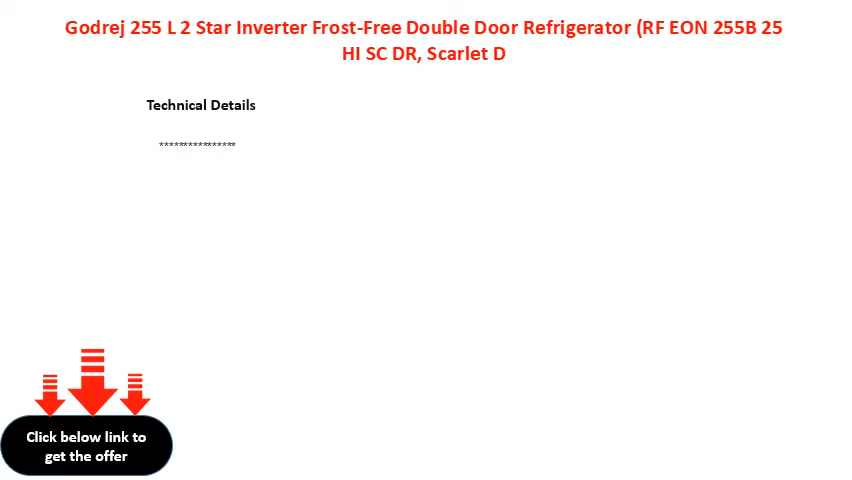 Godrej 255 L 2 Star Inverter Frost-Free Double Door Refrigerator (RF EON 255B 25
HI SC DR, Scarlet D
Technical Details
****************
Click below link to
get the offer